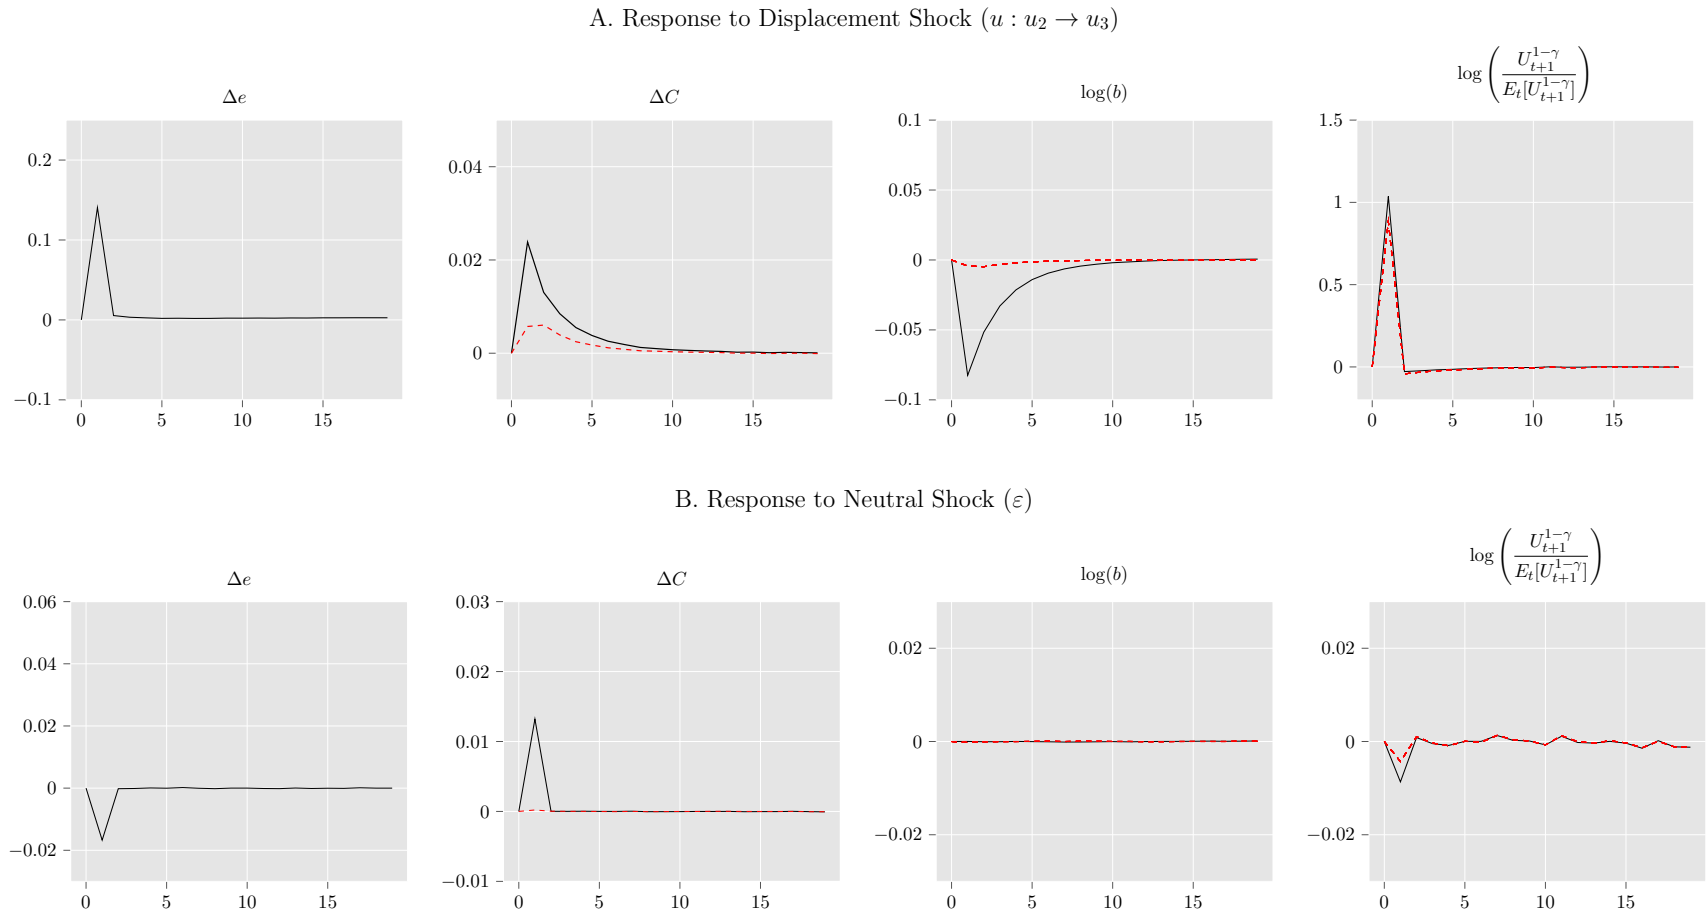 A. Response to Displacement Shock (u : u₂ → u₃)
Δe
ΔC
log(b)
log(U_{t+1}^{1−γ} / E_t[U_{t+1}^{1−γ}])
0.2
0.1
0
−0.1
0 5 10 15
0.04
0.02
0
0 5 10 15
0.1
0.05
0
−0.05
−0.1
0 5 10 15
1.5
1
0.5
0
0 5 10 15
B. Response to Neutral Shock (ε)
Δe
ΔC
log(b)
log(U_{t+1}^{1−γ} / E_t[U_{t+1}^{1−γ}])
0.06
0.04
0.02
0
−0.02
0 5 10 15
0.03
0.02
0.01
0
−0.01
0 5 10 15
0.02
0
−0.02
0 5 10 15
0.02
0
−0.02
0 5 10 15